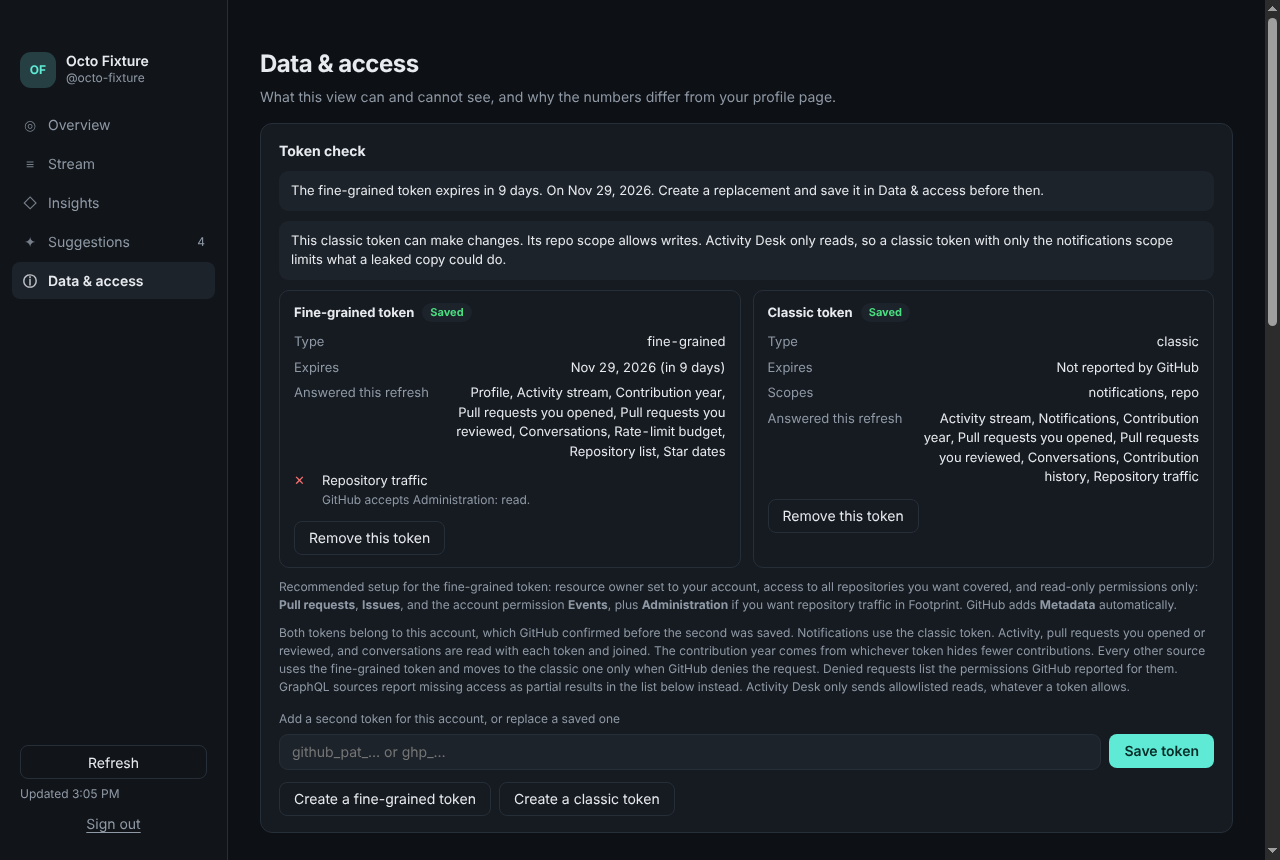 OF
Octo Fixture
@octo-fixture
Overview
Stream
Insights
Suggestions 4
Data & access
Refresh
Updated 3:05 PM
Sign out
Data & access
What this view can and cannot see, and why the numbers differ from your profile page.
Token check
The fine-grained token expires in 9 days. On Nov 29, 2026. Create a replacement and save it in Data & access before then.
This classic token can make changes. Its repo scope allows writes. Activity Desk only reads, so a classic token with only the notifications scope
limits what a leaked copy could do.
Fine-grained token Saved
Type fine-grained
Expires Nov 29, 2026 (in 9 days)
Answered this refresh Profile, Activity stream, Contribution year,
Pull requests you opened, Pull requests you
reviewed, Conversations, Rate-limit budget,
Repository list, Star dates
✕ Repository traffic
GitHub accepts Administration: read.
Remove this token
Classic token Saved
Type classic
Expires Not reported by GitHub
Scopes notifications, repo
Answered this refresh Activity stream, Notifications, Contribution
year, Pull requests you opened, Pull requests
you reviewed, Conversations, Contribution
history, Repository traffic
Remove this token
Recommended setup for the fine-grained token: resource owner set to your account, access to all repositories you want covered, and read-only permissions only:
Pull requests, Issues, and the account permission Events, plus Administration if you want repository traffic in Footprint. GitHub adds Metadata automatically.
Both tokens belong to this account, which GitHub confirmed before the second was saved. Notifications use the classic token. Activity, pull requests you opened or
reviewed, and conversations are read with each token and joined. The contribution year comes from whichever token hides fewer contributions. Every other source
uses the fine-grained token and moves to the classic one only when GitHub denies the request. Denied requests list the permissions GitHub reported for them.
GraphQL sources report missing access as partial results in the list below instead. Activity Desk only sends allowlisted reads, whatever a token allows.
Add a second token for this account, or replace a saved one
github_pat_... or ghp_...
Save token
Create a fine-grained token
Create a classic token